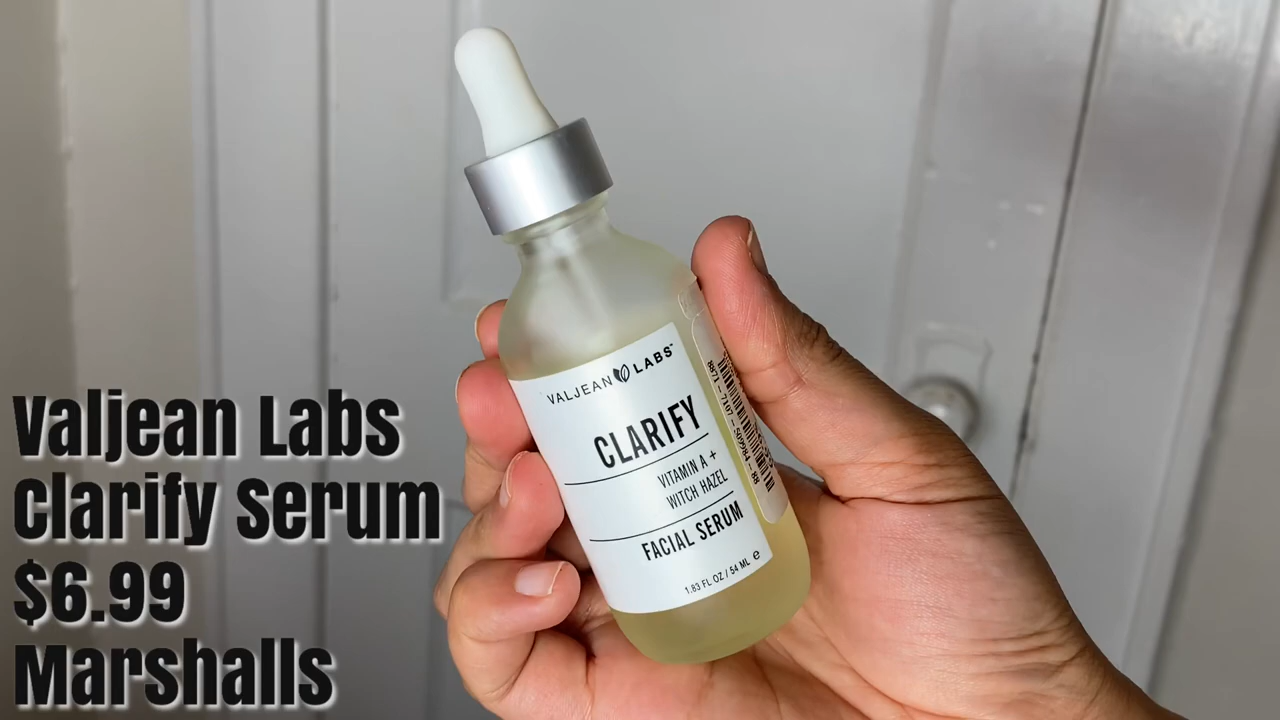 Valjean Labs
Clarify Serum
$6.99
Marshalls
VALJEAN LABS™
CLARIFY
VITAMIN A +
WITCH HAZEL
FACIAL SERUM
1.83 FL OZ / 54 ML ℮